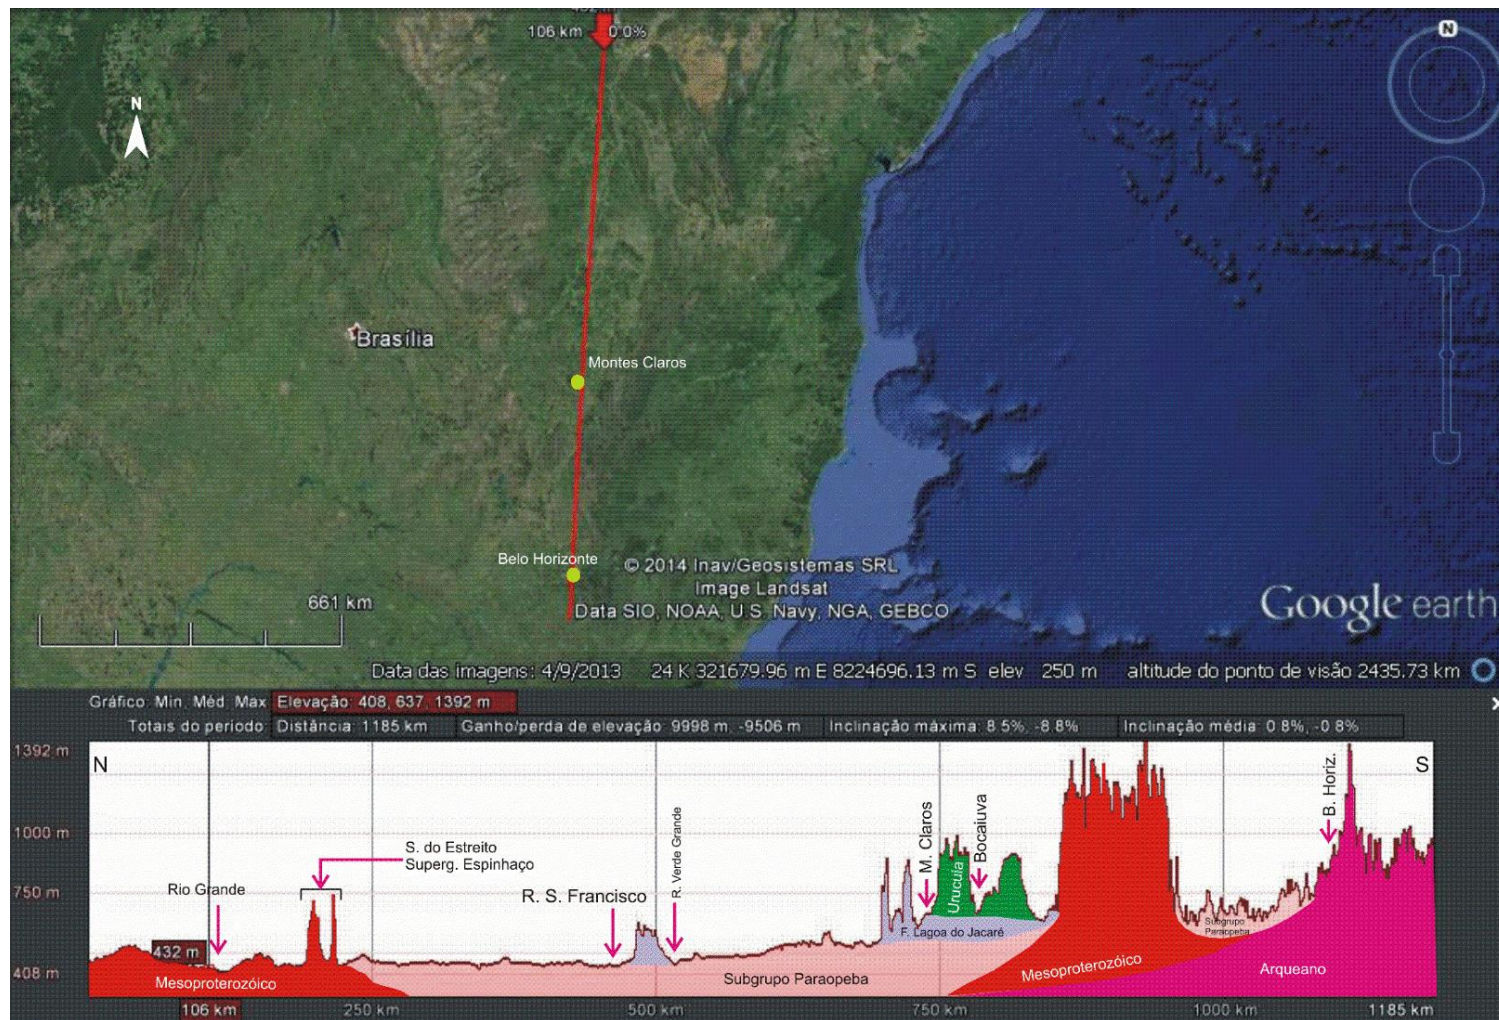 106 km 0.0%
N
N
Brasília
Montes Claros
Belo Horizonte
© 2014 Inav/Geosistemas SRL
Image Landsat
Data SIO, NOAA, U.S. Navy, NGA, GEBCO
661 km
Google earth
Data das imagens: 4/9/2013 24 K 321679.96 m E 8224696.13 m S elev 250 m altitude do ponto de visão 2435.73 km
Gráfico: Min, Méd, Max Elevação: 408, 637, 1392 m
Totais do período: Distância: 1185 km Ganho/perda de elevação: 9998 m, -9506 m Inclinação máxima: 8.5%, -8.8% Inclinação média: 0.8%, -0.8%
1392 m
N
S
1000 m
750 m
408 m
S. do Estreito
Superg. Espinhaço
Rio Grande
R. S. Francisco
R. Verde Grande
M. Claros
Urucuia
Bocaiuva
B. Horiz.
432 m
F. Lagoa do Jacaré
Subgrupo
Paraopeba
Mesoproterozóico
Subgrupo Paraopeba
Mesoproterozóico
Arqueano
106 km
250 km
500 km
750 km
1000 km
1185 km